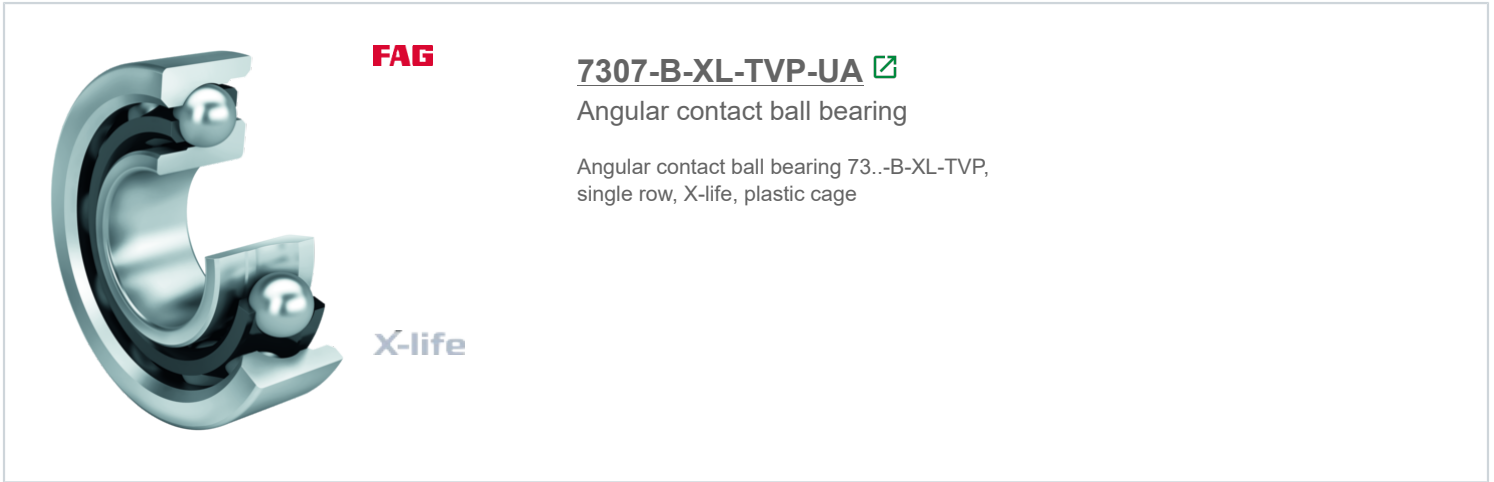 FAG
7307-B-XL-TVP-UA
Angular contact ball bearing
Angular contact ball bearing 73..-B-XL-TVP,
single row, X-life, plastic cage
X-life